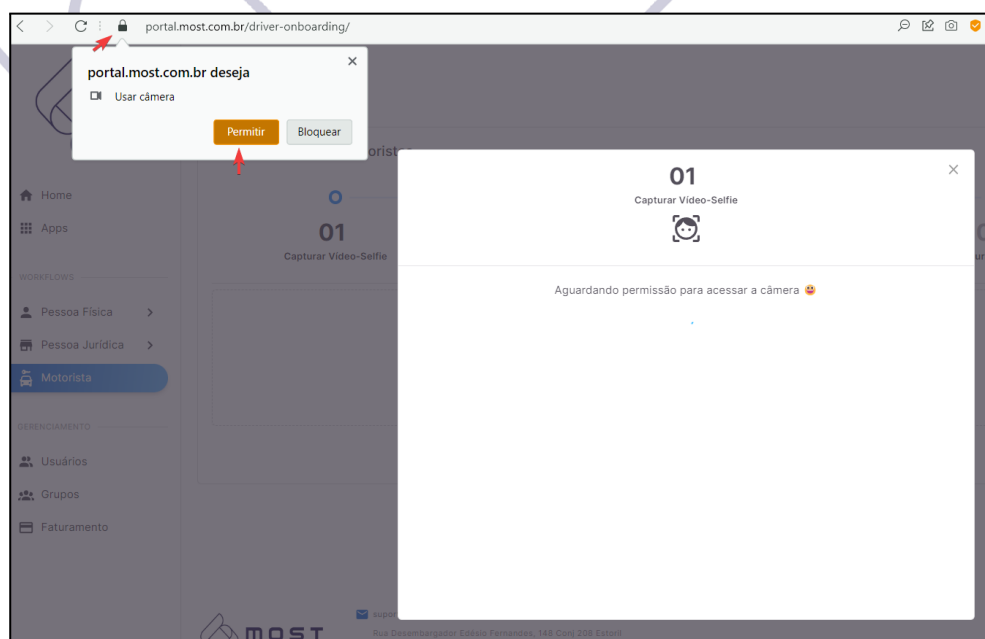 portal.most.com.br/driver-onboarding/
portal.most.com.br deseja
Usar câmera
Permitir
Bloquear
Home
Apps
WORKFLOWS
Pessoa Física
Pessoa Jurídica
Motorista
GERENCIAMENTO
Usuários
Grupos
Faturamento
01
Capturar Vídeo-Selfie
01
Capturar Vídeo-Selfie
Aguardando permissão para acessar a câmera 😃
MOST
Rua Desembargador Edésio Fernandes, 148 Conj 208 Estoril